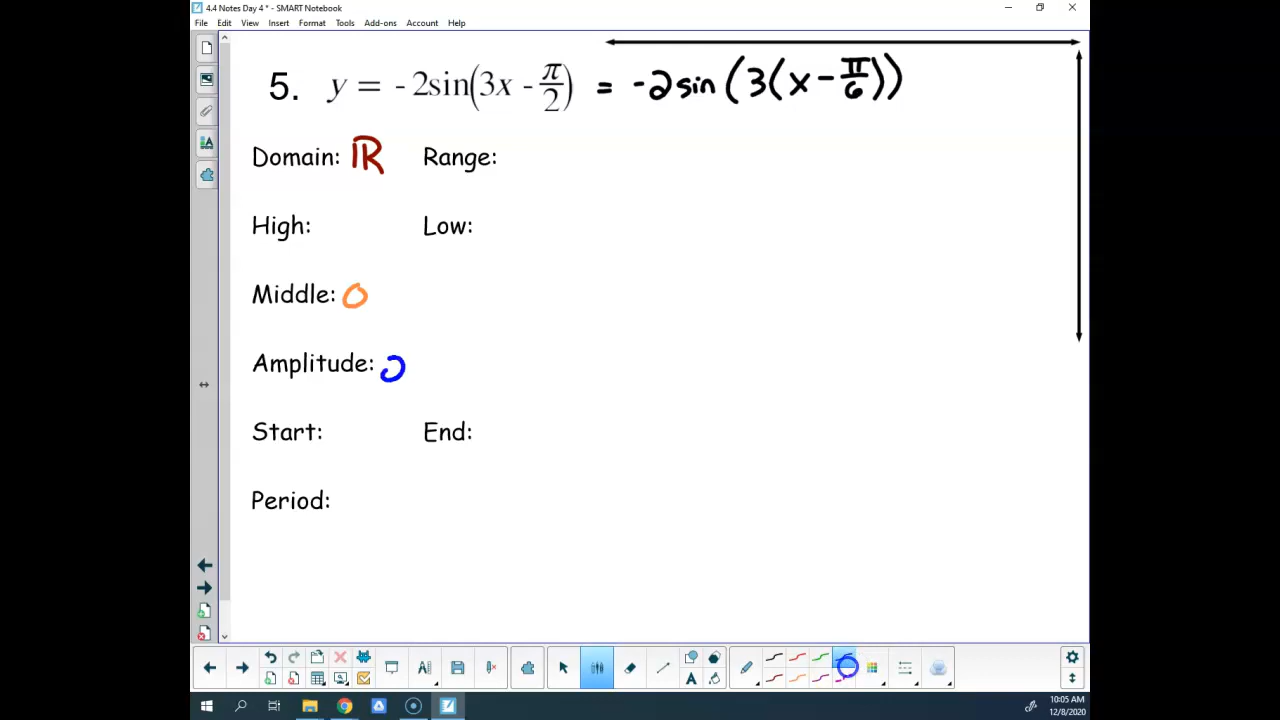 4.4 Notes Day 4 * - SMART Notebook
File Edit View Insert Format Tools Add-ons Account Help
5. y = - 2sin(3x - π/2) = -2sin(3(x - π/6))
Domain: ℝ Range:
High: Low:
Middle: 0
Amplitude:
Start: End:
Period:
10:05 AM
12/8/2020